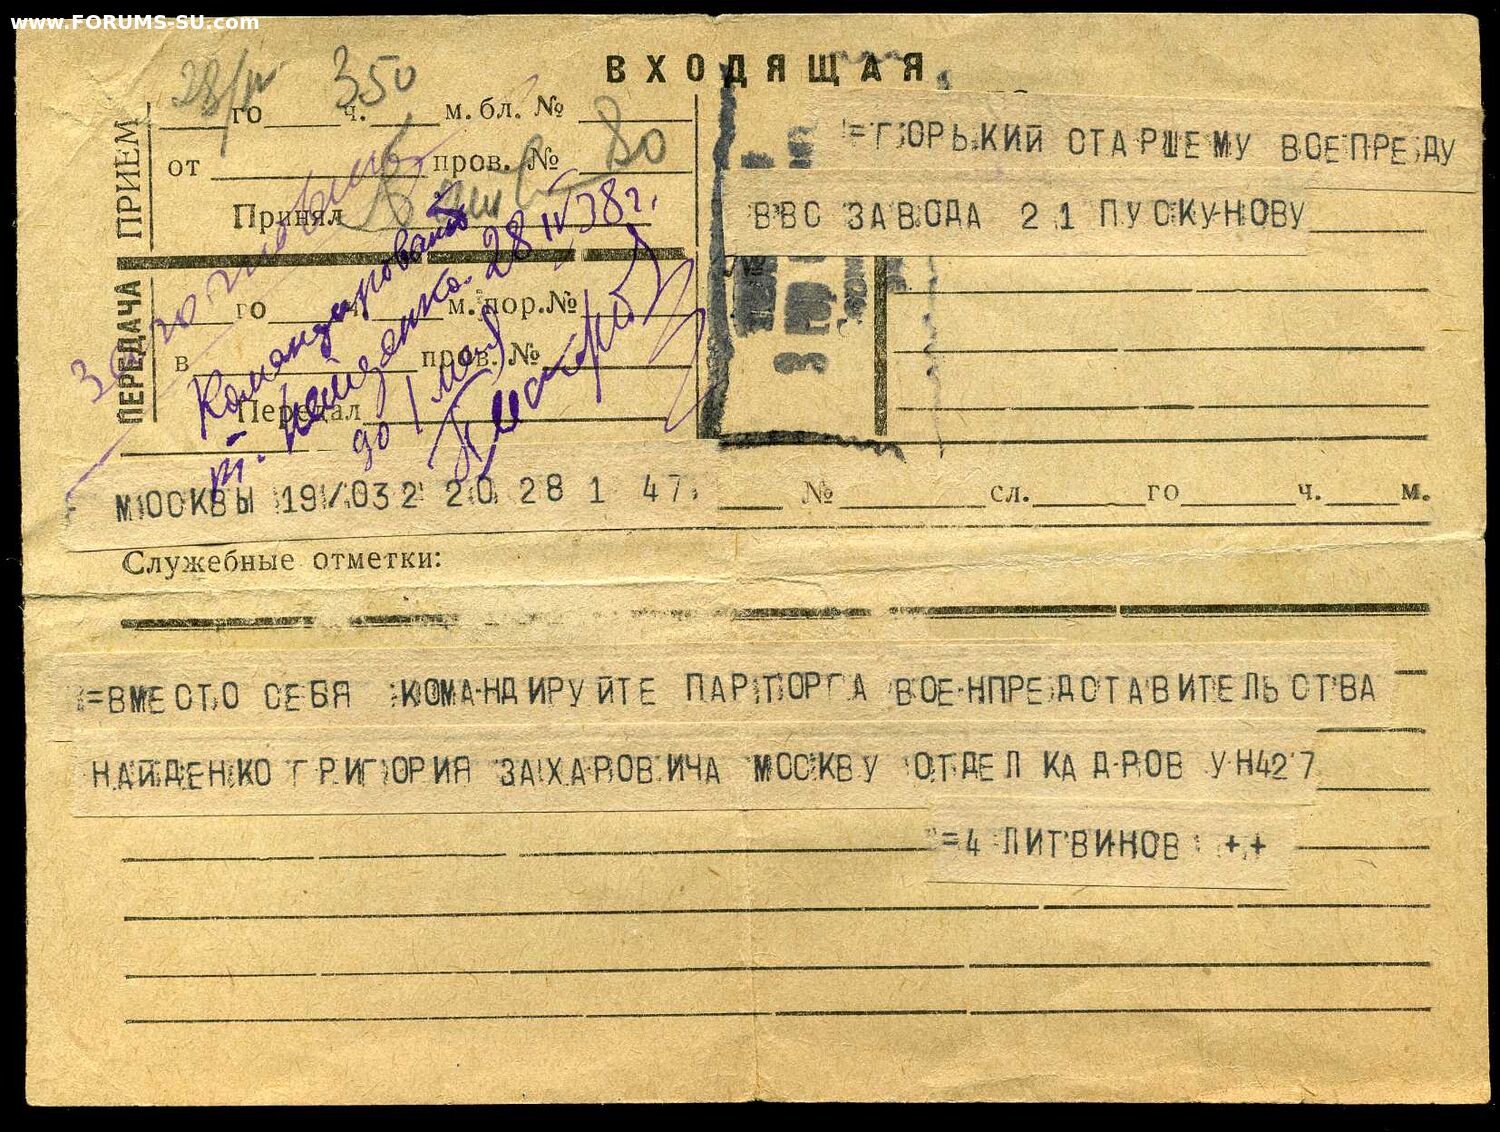 www.FORUMS-SU.com
ВХОДЯЩАЯ
28/IV 350
ПРИЕМ
го ч. м. бл. №
от пров. № 80
Принял
ПЕРЕДАЧА
го ч. м. пор. №
в пров. №
Передал
Командировать
т. Найденко 28 IV 38 г.
до 1 мая
=ГОРЬКИЙ СТАРШЕМУ ВОЕПРЕДУ
ВВС ЗАВОДА 21 ПУСКУНОВУ
МОСКВЫ 19/032 20 28 1 47
№ сл. го ч. м.
Служебные отметки:
=ВМЕСТО СЕБЯ КОМАНДИРУЙТЕ ПАРТОРГА ВОЕНПРЕДСТАВИТЕЛЬСТВА
НАЙДЕНКО ГРИГОРИЯ ЗАХАРОВИЧА МОСКВУ ОТДЕЛ КАДРОВ УН427
=4 ЛИТВИНОВ ++